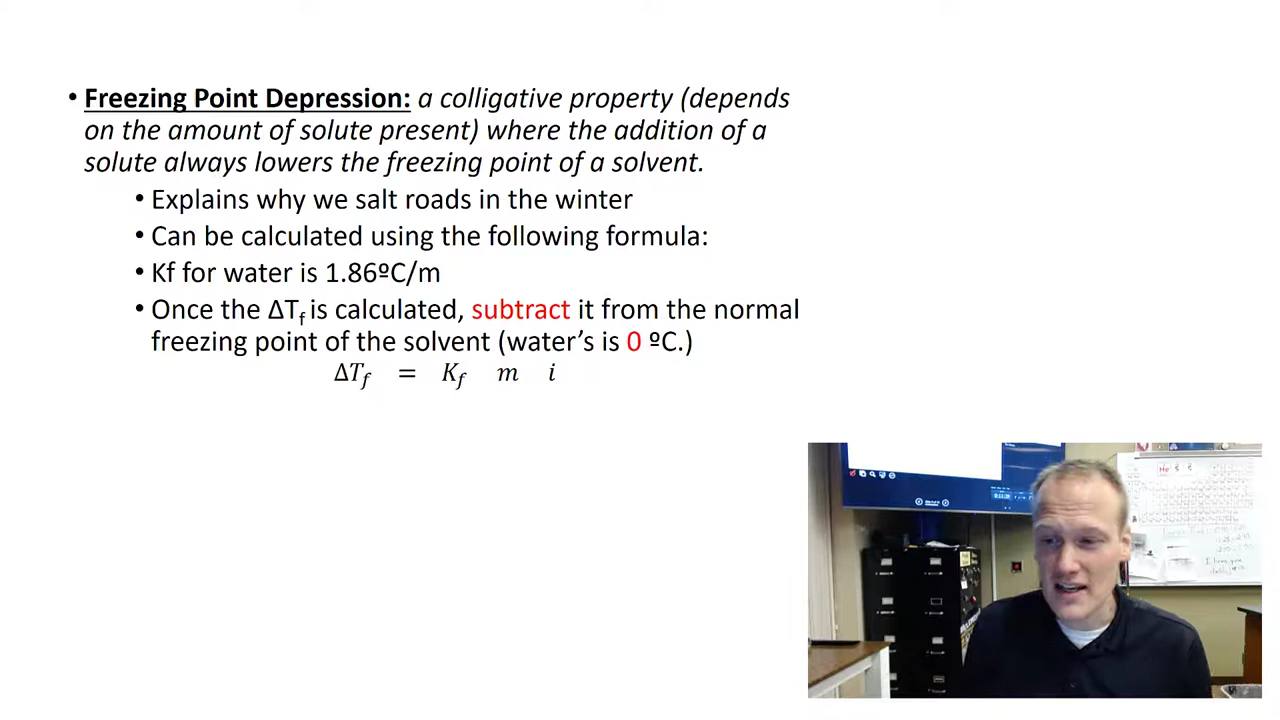 • Freezing Point Depression: a colligative property (depends
on the amount of solute present) where the addition of a
solute always lowers the freezing point of a solvent.
• Explains why we salt roads in the winter
• Can be calculated using the following formula:
• Kf for water is 1.86ºC/m
• Once the ΔTf is calculated, subtract it from the normal
freezing point of the solvent (water’s is 0 ºC.)
ΔTf = Kf m i
He